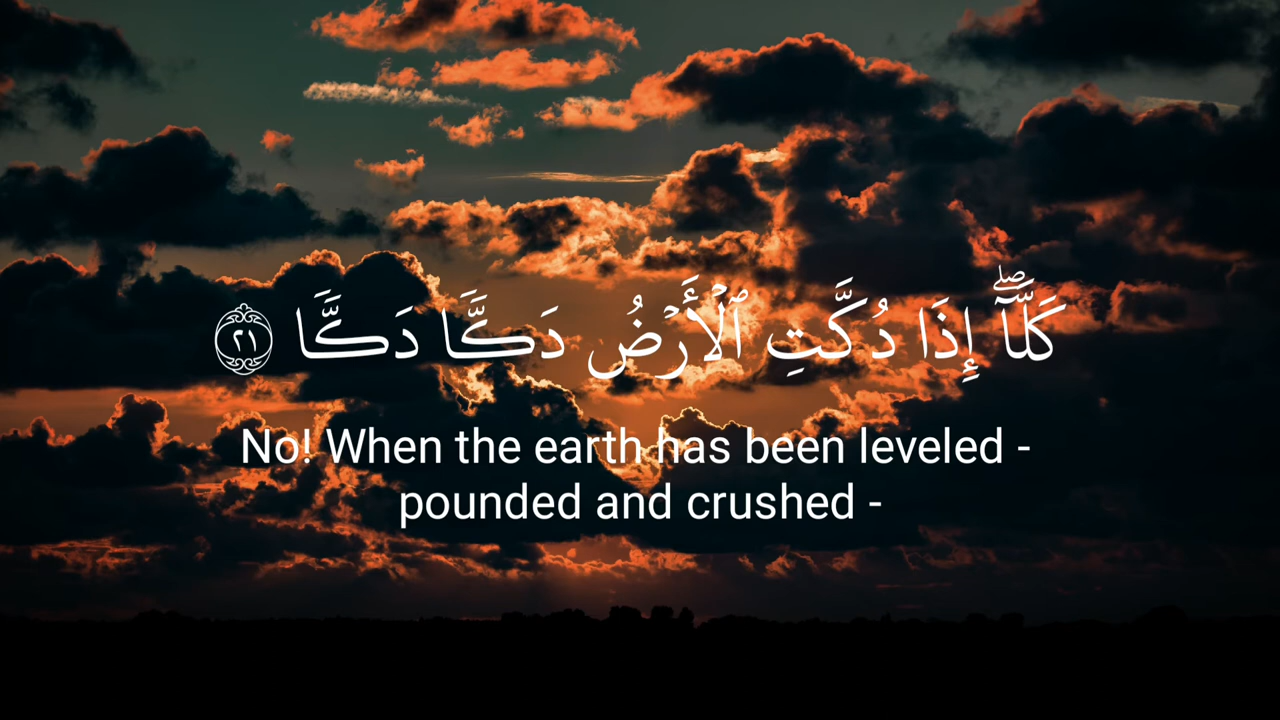 كَلَّآۖ إِذَا دُكَّتِ ٱلْأَرْضُ دَكًّا دَكًّا ٢١
No! When the earth has been leveled -
pounded and crushed -